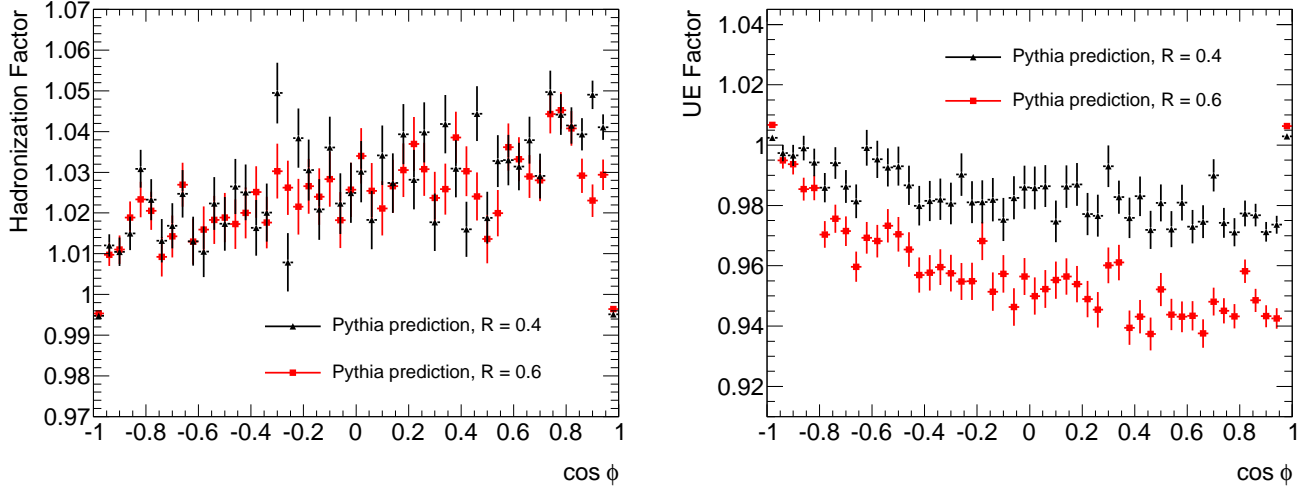 Hadronization Factor
1.07
1.06
1.05
1.04
1.03
1.02
1.01
1
0.99
0.98
0.97
Pythia prediction, R = 0.4
Pythia prediction, R = 0.6
-1 -0.8 -0.6 -0.4 -0.2 0 0.2 0.4 0.6 0.8 1
cos ϕ
UE Factor
1.04
1.02
1
0.98
0.96
0.94
0.92
Pythia prediction, R = 0.4
Pythia prediction, R = 0.6
-1 -0.8 -0.6 -0.4 -0.2 0 0.2 0.4 0.6 0.8 1
cos ϕ